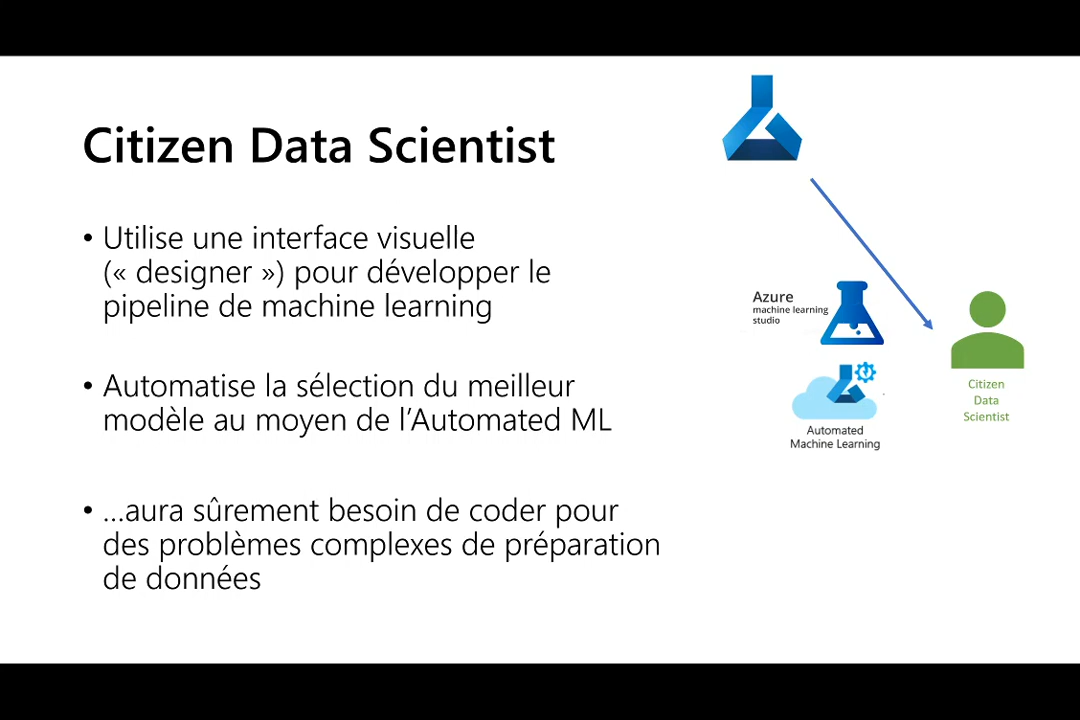 Citizen Data Scientist
• Utilise une interface visuelle
(« designer ») pour développer le
pipeline de machine learning
• Automatise la sélection du meilleur
modèle au moyen de l’Automated ML
• ...aura sûrement besoin de coder pour
des problèmes complexes de préparation
de données
Azure
machine learning
studio
Automated
Machine Learning
Citizen
Data
Scientist